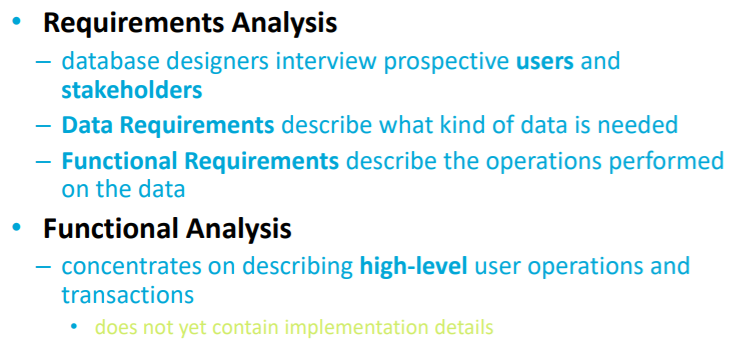 • Requirements Analysis
– database designers interview prospective users and
stakeholders
– Data Requirements describe what kind of data is needed
– Functional Requirements describe the operations performed
on the data
• Functional Analysis
– concentrates on describing high-level user operations and
transactions
• does not yet contain implementation details